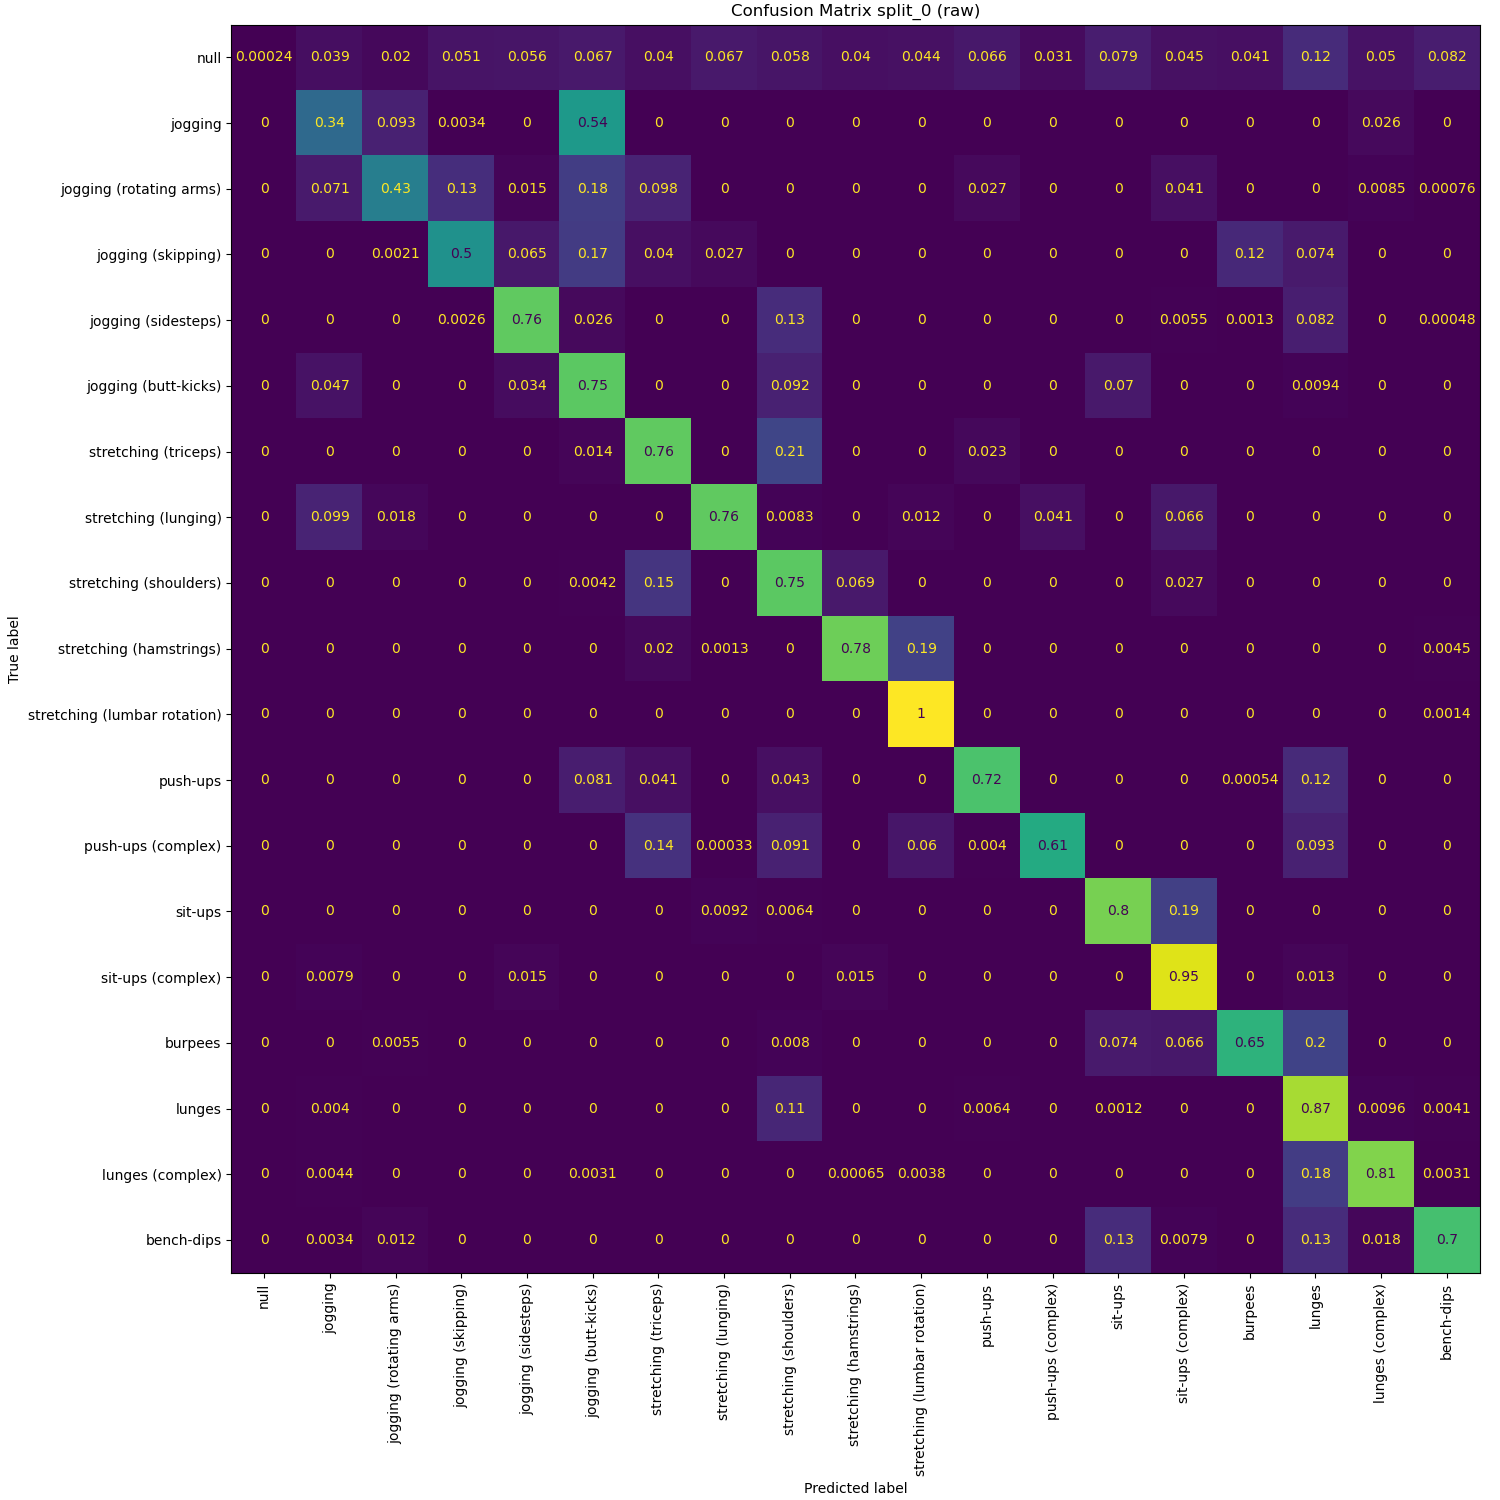 Confusion Matrix split_0 (raw)
null 0.00024 0.039 0.02 0.051 0.056 0.067 0.04 0.067 0.058 0.04 0.044 0.066 0.031 0.079 0.045 0.041 0.12 0.05 0.082
jogging 0 0.34 0.093 0.0034 0 0.54 0 0 0 0 0 0 0 0 0 0 0 0.026 0
jogging (rotating arms) 0 0.071 0.43 0.13 0.015 0.18 0.098 0 0 0 0 0.027 0 0 0.041 0 0 0.0085 0.00076
jogging (skipping) 0 0 0.0021 0.5 0.065 0.17 0.04 0.027 0 0 0 0 0 0 0 0.12 0.074 0 0
jogging (sidesteps) 0 0 0 0.0026 0.76 0.026 0 0 0.13 0 0 0 0 0 0.0055 0.0013 0.082 0 0.00048
jogging (butt-kicks) 0 0.047 0 0 0.034 0.75 0 0 0.092 0 0 0 0 0.07 0 0 0.0094 0 0
stretching (triceps) 0 0 0 0 0 0.014 0.76 0 0.21 0 0 0.023 0 0 0 0 0 0 0
stretching (lunging) 0 0.099 0.018 0 0 0 0 0.76 0.0083 0 0.012 0 0.041 0 0.066 0 0 0 0
stretching (shoulders) 0 0 0 0 0 0.0042 0.15 0 0.75 0.069 0 0 0 0 0.027 0 0 0 0
stretching (hamstrings) 0 0 0 0 0 0 0.02 0.0013 0 0.78 0.19 0 0 0 0 0 0 0 0.0045
stretching (lumbar rotation) 0 0 0 0 0 0 0 0 0 0 1 0 0 0 0 0 0 0 0.0014
push-ups 0 0 0 0 0 0.081 0.041 0 0.043 0 0 0.72 0 0 0 0.00054 0.12 0 0
push-ups (complex) 0 0 0 0 0 0 0.14 0.00033 0.091 0 0.06 0.004 0.61 0 0 0 0.093 0 0
sit-ups 0 0 0 0 0 0 0 0.0092 0.0064 0 0 0 0 0.8 0.19 0 0 0 0
sit-ups (complex) 0 0.0079 0 0 0.015 0 0 0 0 0.015 0 0 0 0 0.95 0 0.013 0 0
burpees 0 0 0.0055 0 0 0 0 0 0.008 0 0 0 0 0.074 0.066 0.65 0.2 0 0
lunges 0 0.004 0 0 0 0 0 0 0.11 0 0 0.0064 0 0.0012 0 0 0.87 0.0096 0.0041
lunges (complex) 0 0.0044 0 0 0 0.0031 0 0 0 0.00065 0.0038 0 0 0 0 0 0.18 0.81 0.0031
bench-dips 0 0.0034 0.012 0 0 0 0 0 0 0 0 0 0 0.13 0.0079 0 0.13 0.018 0.7
True label
null
jogging
jogging (rotating arms)
jogging (skipping)
jogging (sidesteps)
jogging (butt-kicks)
stretching (triceps)
stretching (lunging)
stretching (shoulders)
stretching (hamstrings)
stretching (lumbar rotation)
push-ups
push-ups (complex)
sit-ups
sit-ups (complex)
burpees
lunges
lunges (complex)
bench-dips
Predicted label